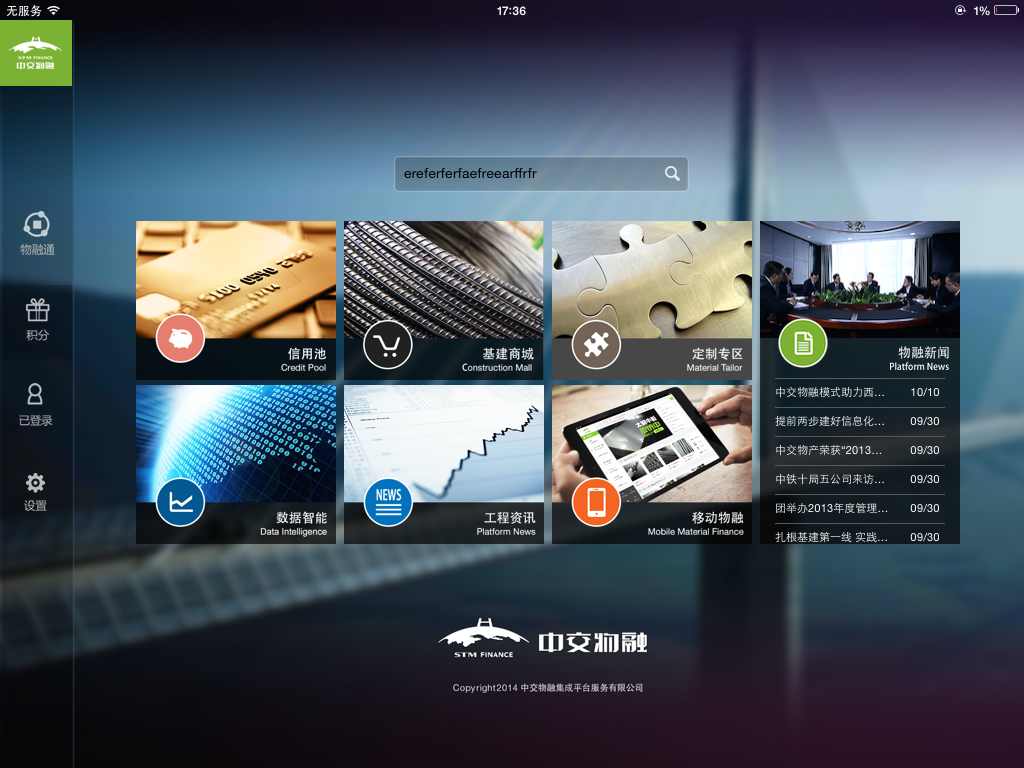 无服务
17:36
1%
STM FINANCE
中交物融
物融通
积分
已登录
设置
ereferferfaefreearffrfr
信用池
Credit Pool
基建商城
Construction Mall
定制专区
Material Tailor
物融新闻
Platform News
中交物融模式助力西... 10/10
提前两步建好信息化... 09/30
中交物产荣获“2013... 09/30
中铁十局五公司来访... 09/30
团举办2013年度管理... 09/30
扎根基建第一线 实践... 09/30
数据智能
Data Intelligence
NEWS
工程资讯
Platform News
移动物融
Mobile Material Finance
STM FINANCE
中交物融
Copyright2014 中交物融集成平台服务有限公司